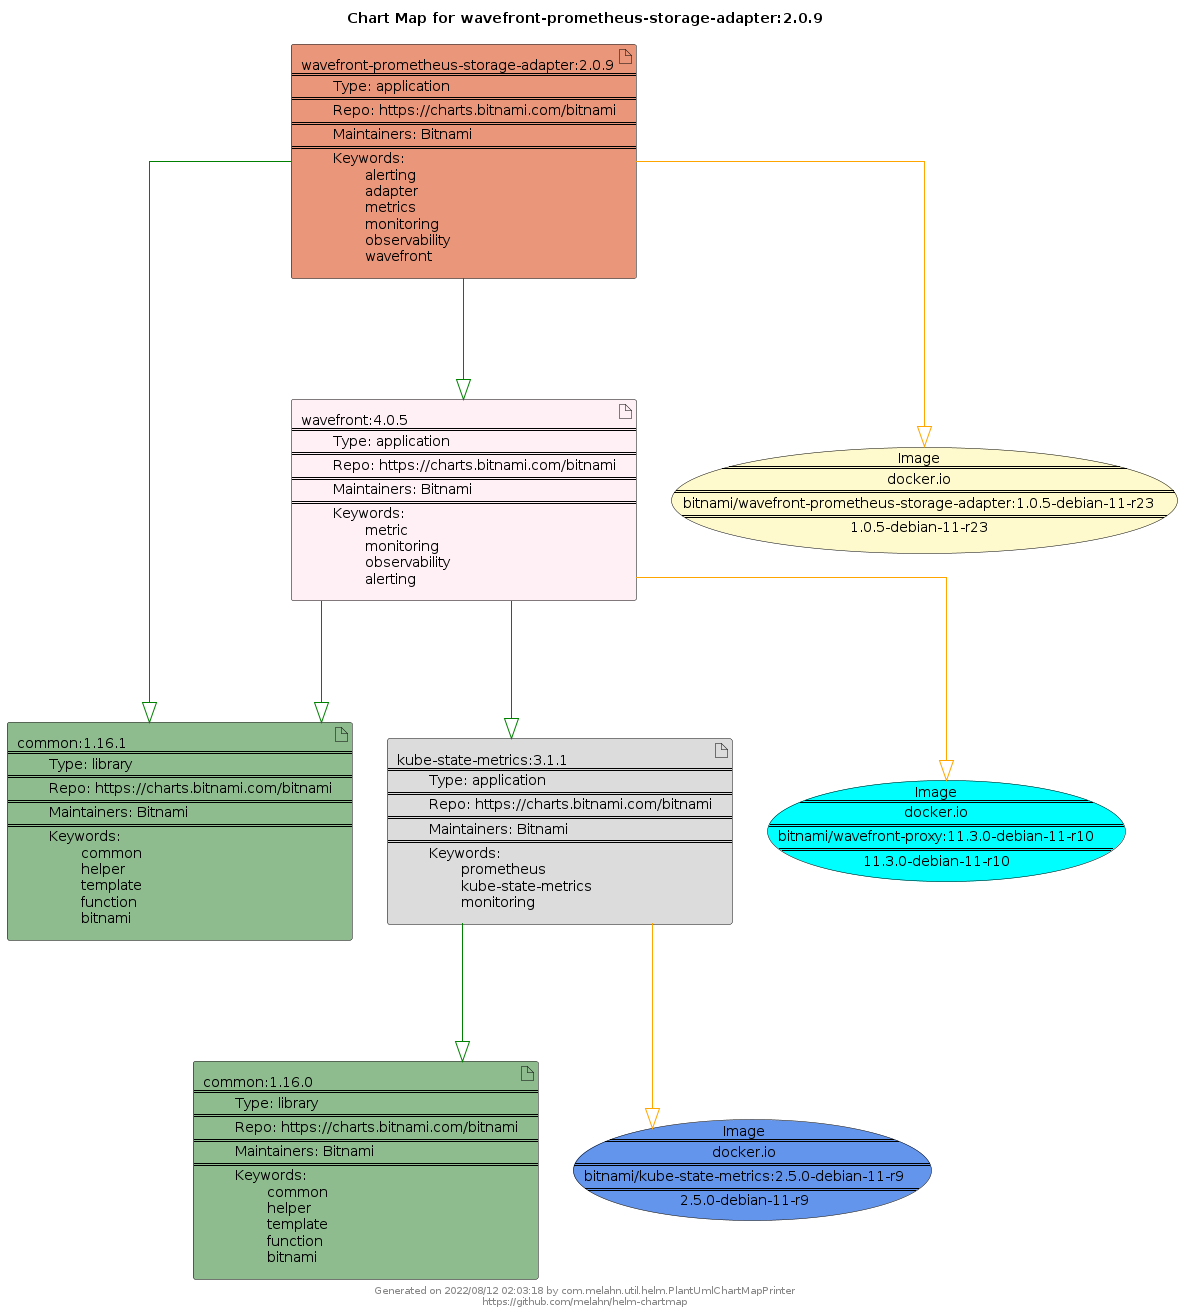 Chart Map for wavefront-prometheus-storage-adapter:2.0.9
wavefront-prometheus-storage-adapter:2.0.9
Type: application
Repo: https://charts.bitnami.com/bitnami
Maintainers: Bitnami
Keywords:
alerting
adapter
metrics
monitoring
observability
wavefront
wavefront:4.0.5
Type: application
Repo: https://charts.bitnami.com/bitnami
Maintainers: Bitnami
Keywords:
metric
monitoring
observability
alerting
Image
docker.io
bitnami/wavefront-prometheus-storage-adapter:1.0.5-debian-11-r23
1.0.5-debian-11-r23
common:1.16.1
Type: library
Repo: https://charts.bitnami.com/bitnami
Maintainers: Bitnami
Keywords:
common
helper
template
function
bitnami
kube-state-metrics:3.1.1
Type: application
Repo: https://charts.bitnami.com/bitnami
Maintainers: Bitnami
Keywords:
prometheus
kube-state-metrics
monitoring
Image
docker.io
bitnami/wavefront-proxy:11.3.0-debian-11-r10
11.3.0-debian-11-r10
common:1.16.0
Type: library
Repo: https://charts.bitnami.com/bitnami
Maintainers: Bitnami
Keywords:
common
helper
template
function
bitnami
Image
docker.io
bitnami/kube-state-metrics:2.5.0-debian-11-r9
2.5.0-debian-11-r9
Generated on 2022/08/12 02:03:18 by com.melahn.util.helm.PlantUmlChartMapPrinter
https://github.com/melahn/helm-chartmap